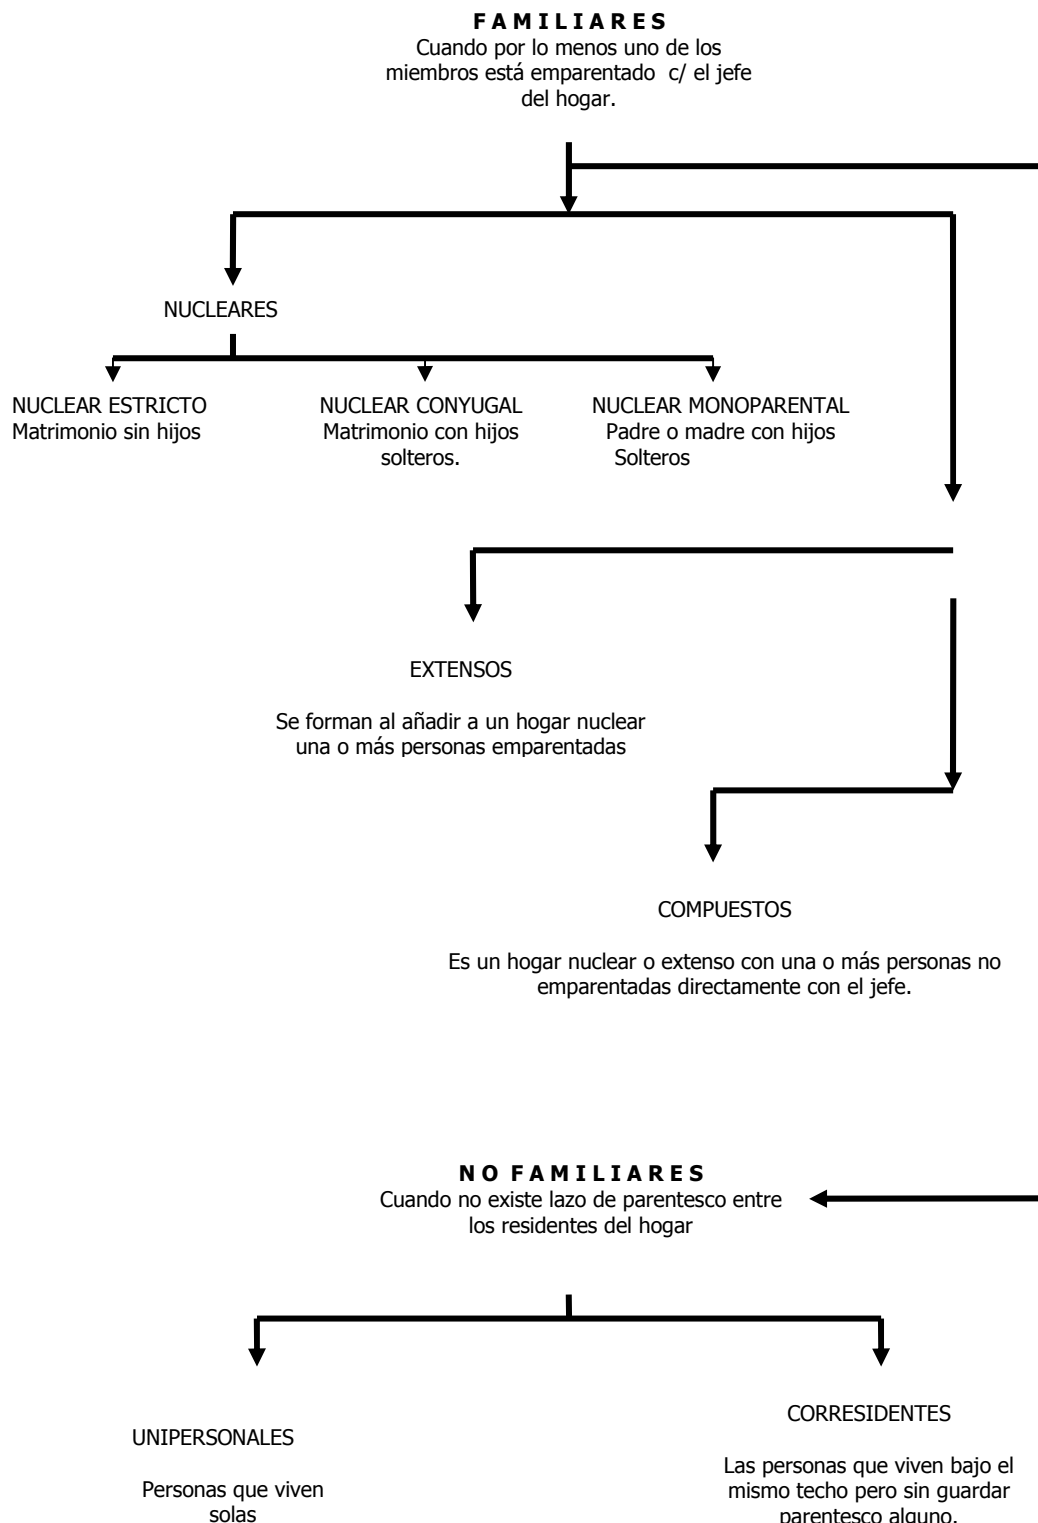 F A M I L I A R E S
Cuando por lo menos uno de los
miembros está emparentado c/ el jefe
del hogar.
NUCLEARES
NUCLEAR ESTRICTO
Matrimonio sin hijos
NUCLEAR CONYUGAL
Matrimonio con hijos
solteros.
NUCLEAR MONOPARENTAL
Padre o madre con hijos
Solteros
EXTENSOS
Se forman al añadir a un hogar nuclear
una o más personas emparentadas
COMPUESTOS
Es un hogar nuclear o extenso con una o más personas no
emparentadas directamente con el jefe.
N O F A M I L I A R E S
Cuando no existe lazo de parentesco entre
los residentes del hogar
UNIPERSONALES
Personas que viven
solas
CORRESIDENTES
Las personas que viven bajo el
mismo techo pero sin guardar
parentesco alguno.